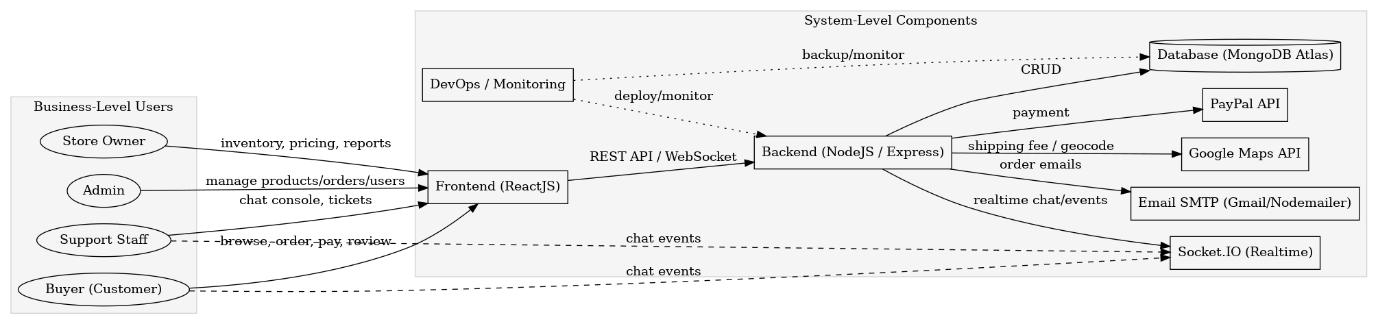 System-Level Components
Database (MongoDB Atlas)
backup/monitor
CRUD
DevOps / Monitoring
deploy/monitor
PayPal API
payment
Business-Level Users
Store Owner
inventory, pricing, reports
REST API / WebSocket
Backend (NodeJS / Express)
shipping fee / geocode
Google Maps API
order emails
Admin
manage products/orders/users
Frontend (ReactJS)
chat console, tickets
realtime chat/events
Email SMTP (Gmail/Nodemailer)
Support Staff
browse, order, pay, review
chat events
Socket.IO (Realtime)
chat events
Buyer (Customer)